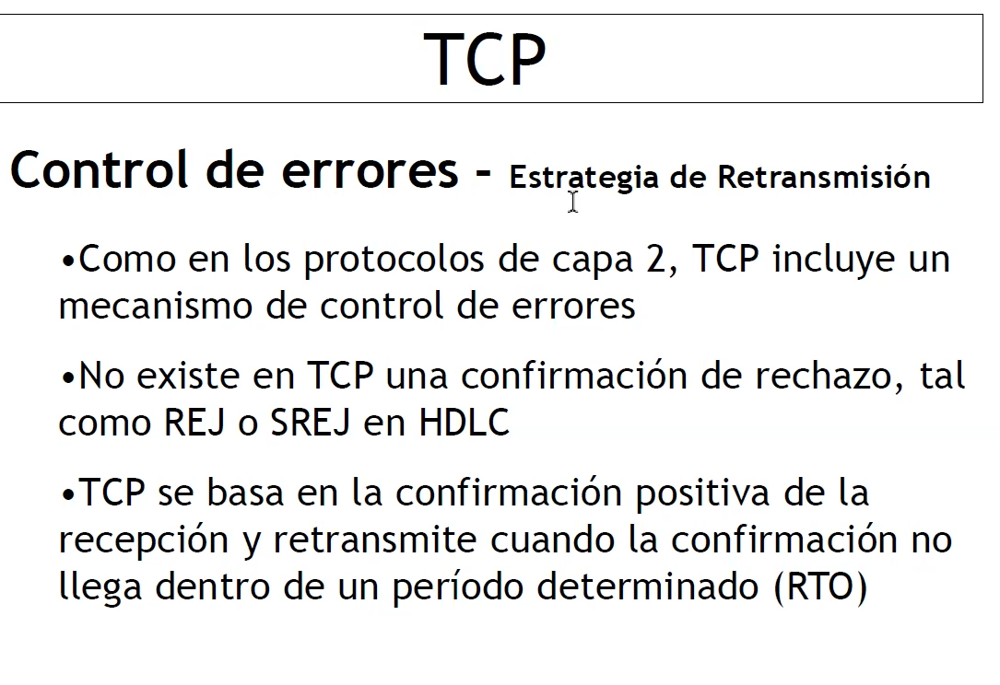 TCP
Control de errores - Estrategia de Retransmisión
•Como en los protocolos de capa 2, TCP incluye un
mecanismo de control de errores
•No existe en TCP una confirmación de rechazo, tal
como REJ o SREJ en HDLC
•TCP se basa en la confirmación positiva de la
recepción y retransmite cuando la confirmación no
llega dentro de un período determinado (RTO)